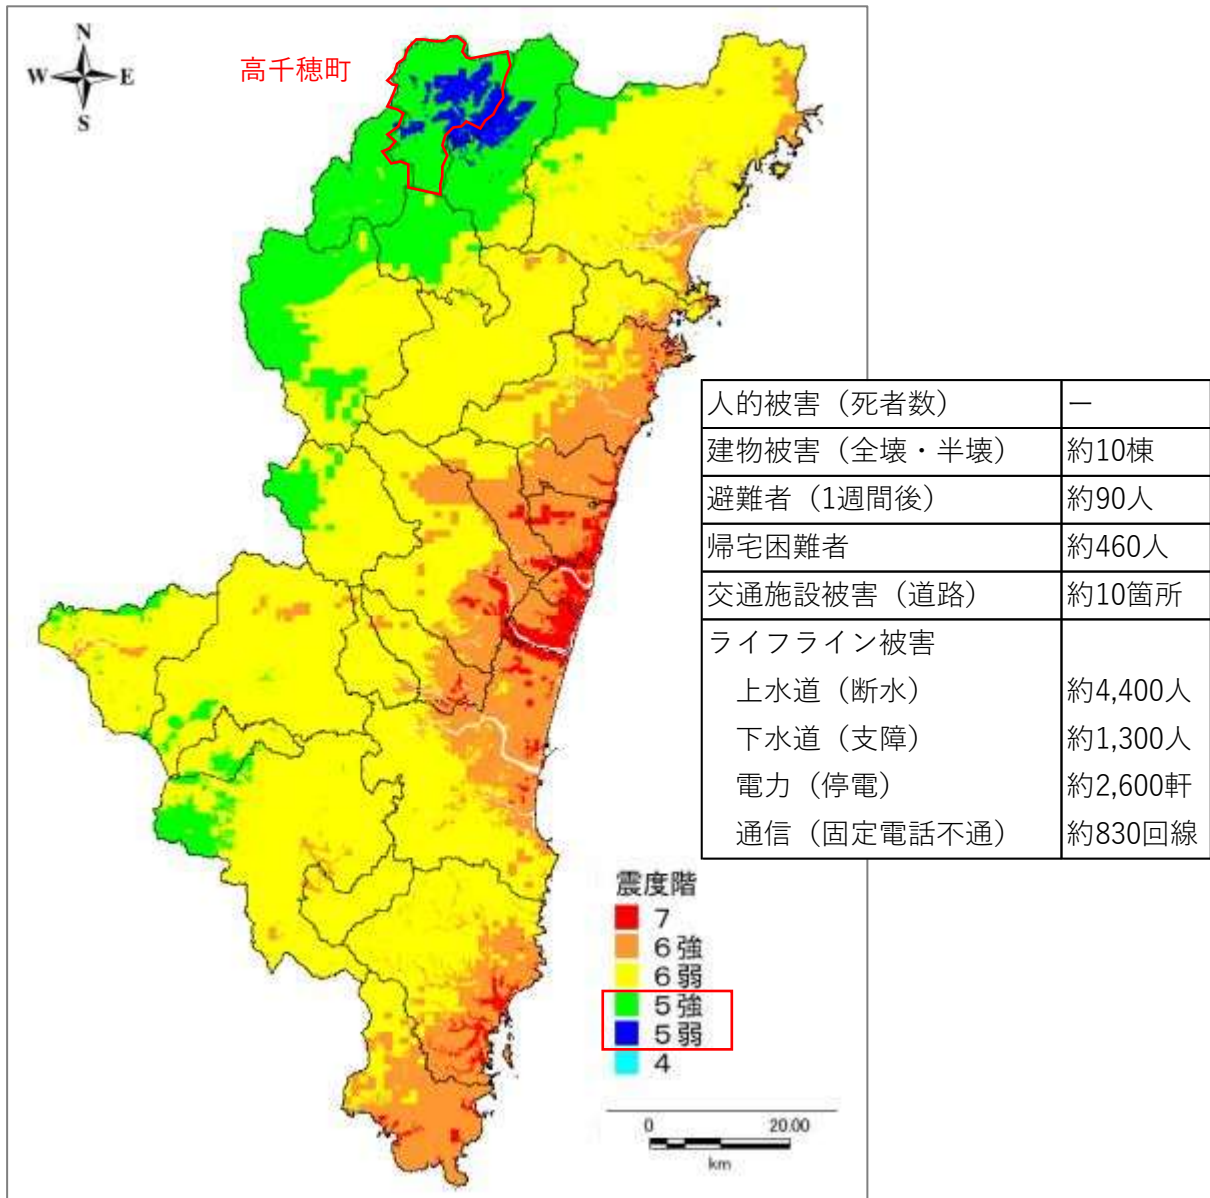 N
W E
S
高千穂町
人的被害（死者数） ー
建物被害（全壊・半壊） 約10棟
避難者（1週間後） 約90人
帰宅困難者 約460人
交通施設被害（道路） 約10箇所
ライフライン被害
上水道（断水） 約4,400人
下水道（支障） 約1,300人
電力（停電） 約2,600軒
通信（固定電話不通） 約830回線
震度階
7
6強
6弱
5強
5弱
4
0 20.00
km